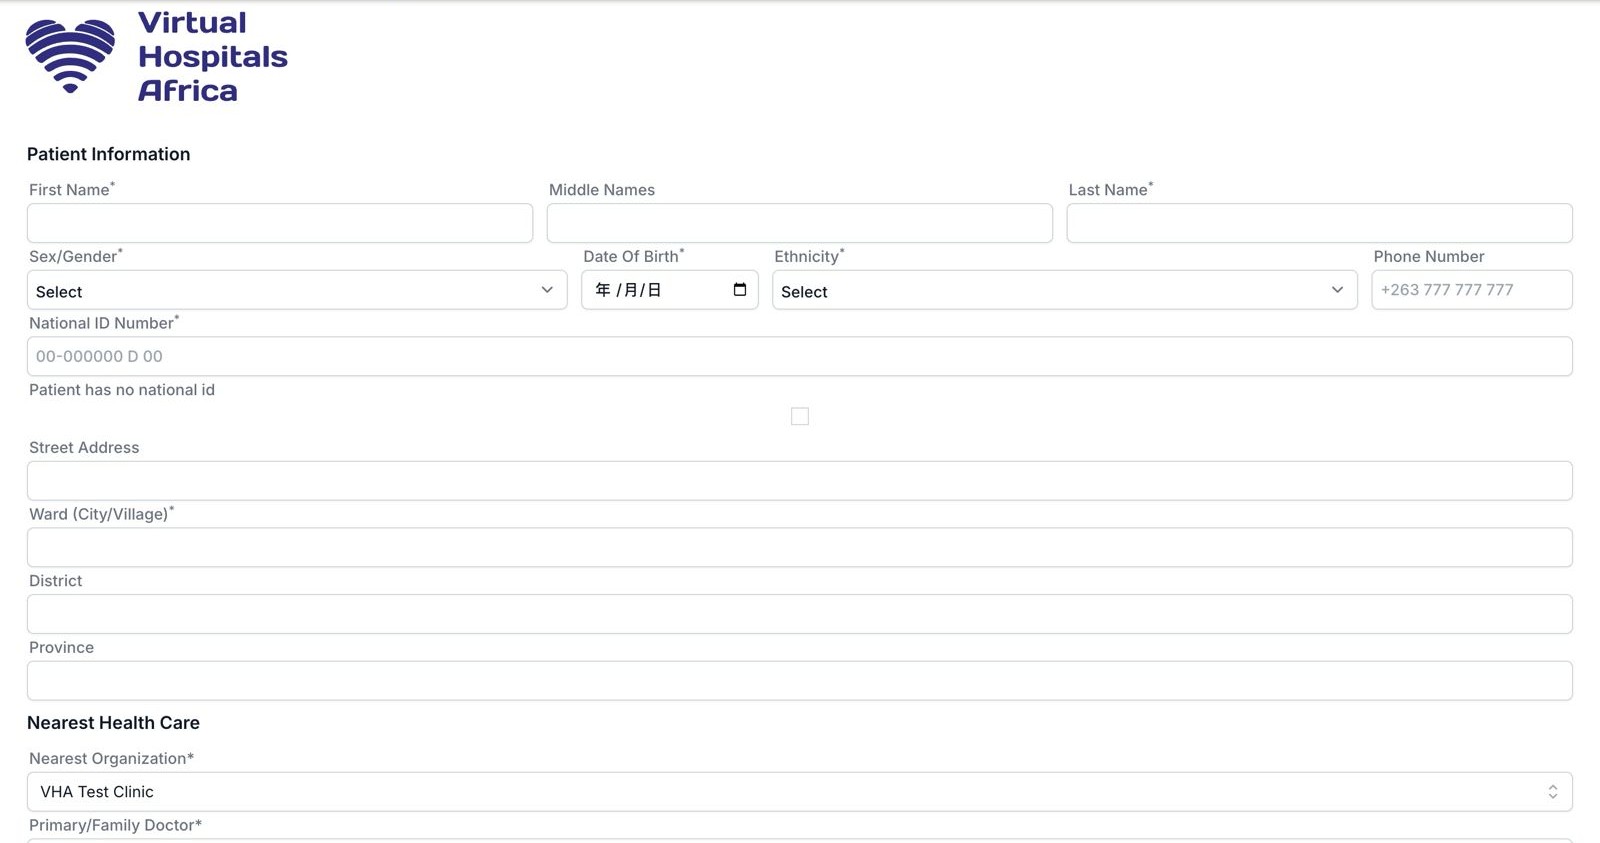 Virtual
Hospitals
Africa
Patient Information
First Name* Middle Names Last Name*
Sex/Gender* Date Of Birth* Ethnicity* Phone Number
Select 年 /月/日 Select +263 777 777 777
National ID Number*
00-000000 D 00
Patient has no national id
Street Address
Ward (City/Village)*
District
Province
Nearest Health Care
Nearest Organization*
VHA Test Clinic
Primary/Family Doctor*